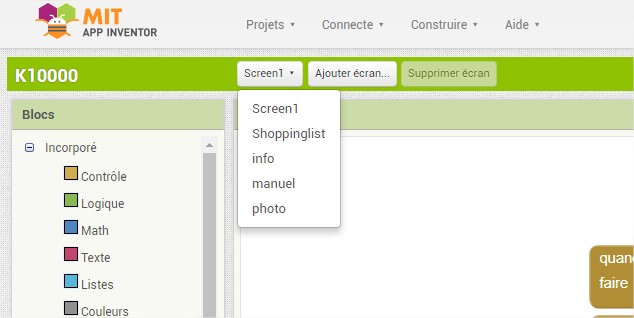 MIT
APP INVENTOR
Projets Connecte Construire Aide
K10000
Screen1 Ajouter écran... Supprimer écran
Blocs
Screen1
Shoppinglist
info
manuel
photo
Incorporé
Contrôle
Logique
Math
Texte
Listes
Couleurs
quan
faire